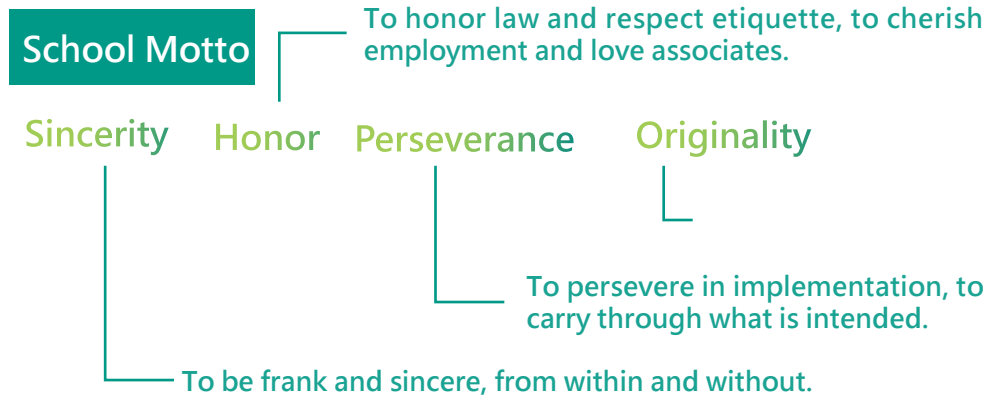 School Motto
To honor law and respect etiquette, to cherish
employment and love associates.
Sincerity Honor Perseverance Originality
To persevere in implementation, to
carry through what is intended.
To be frank and sincere, from within and without.